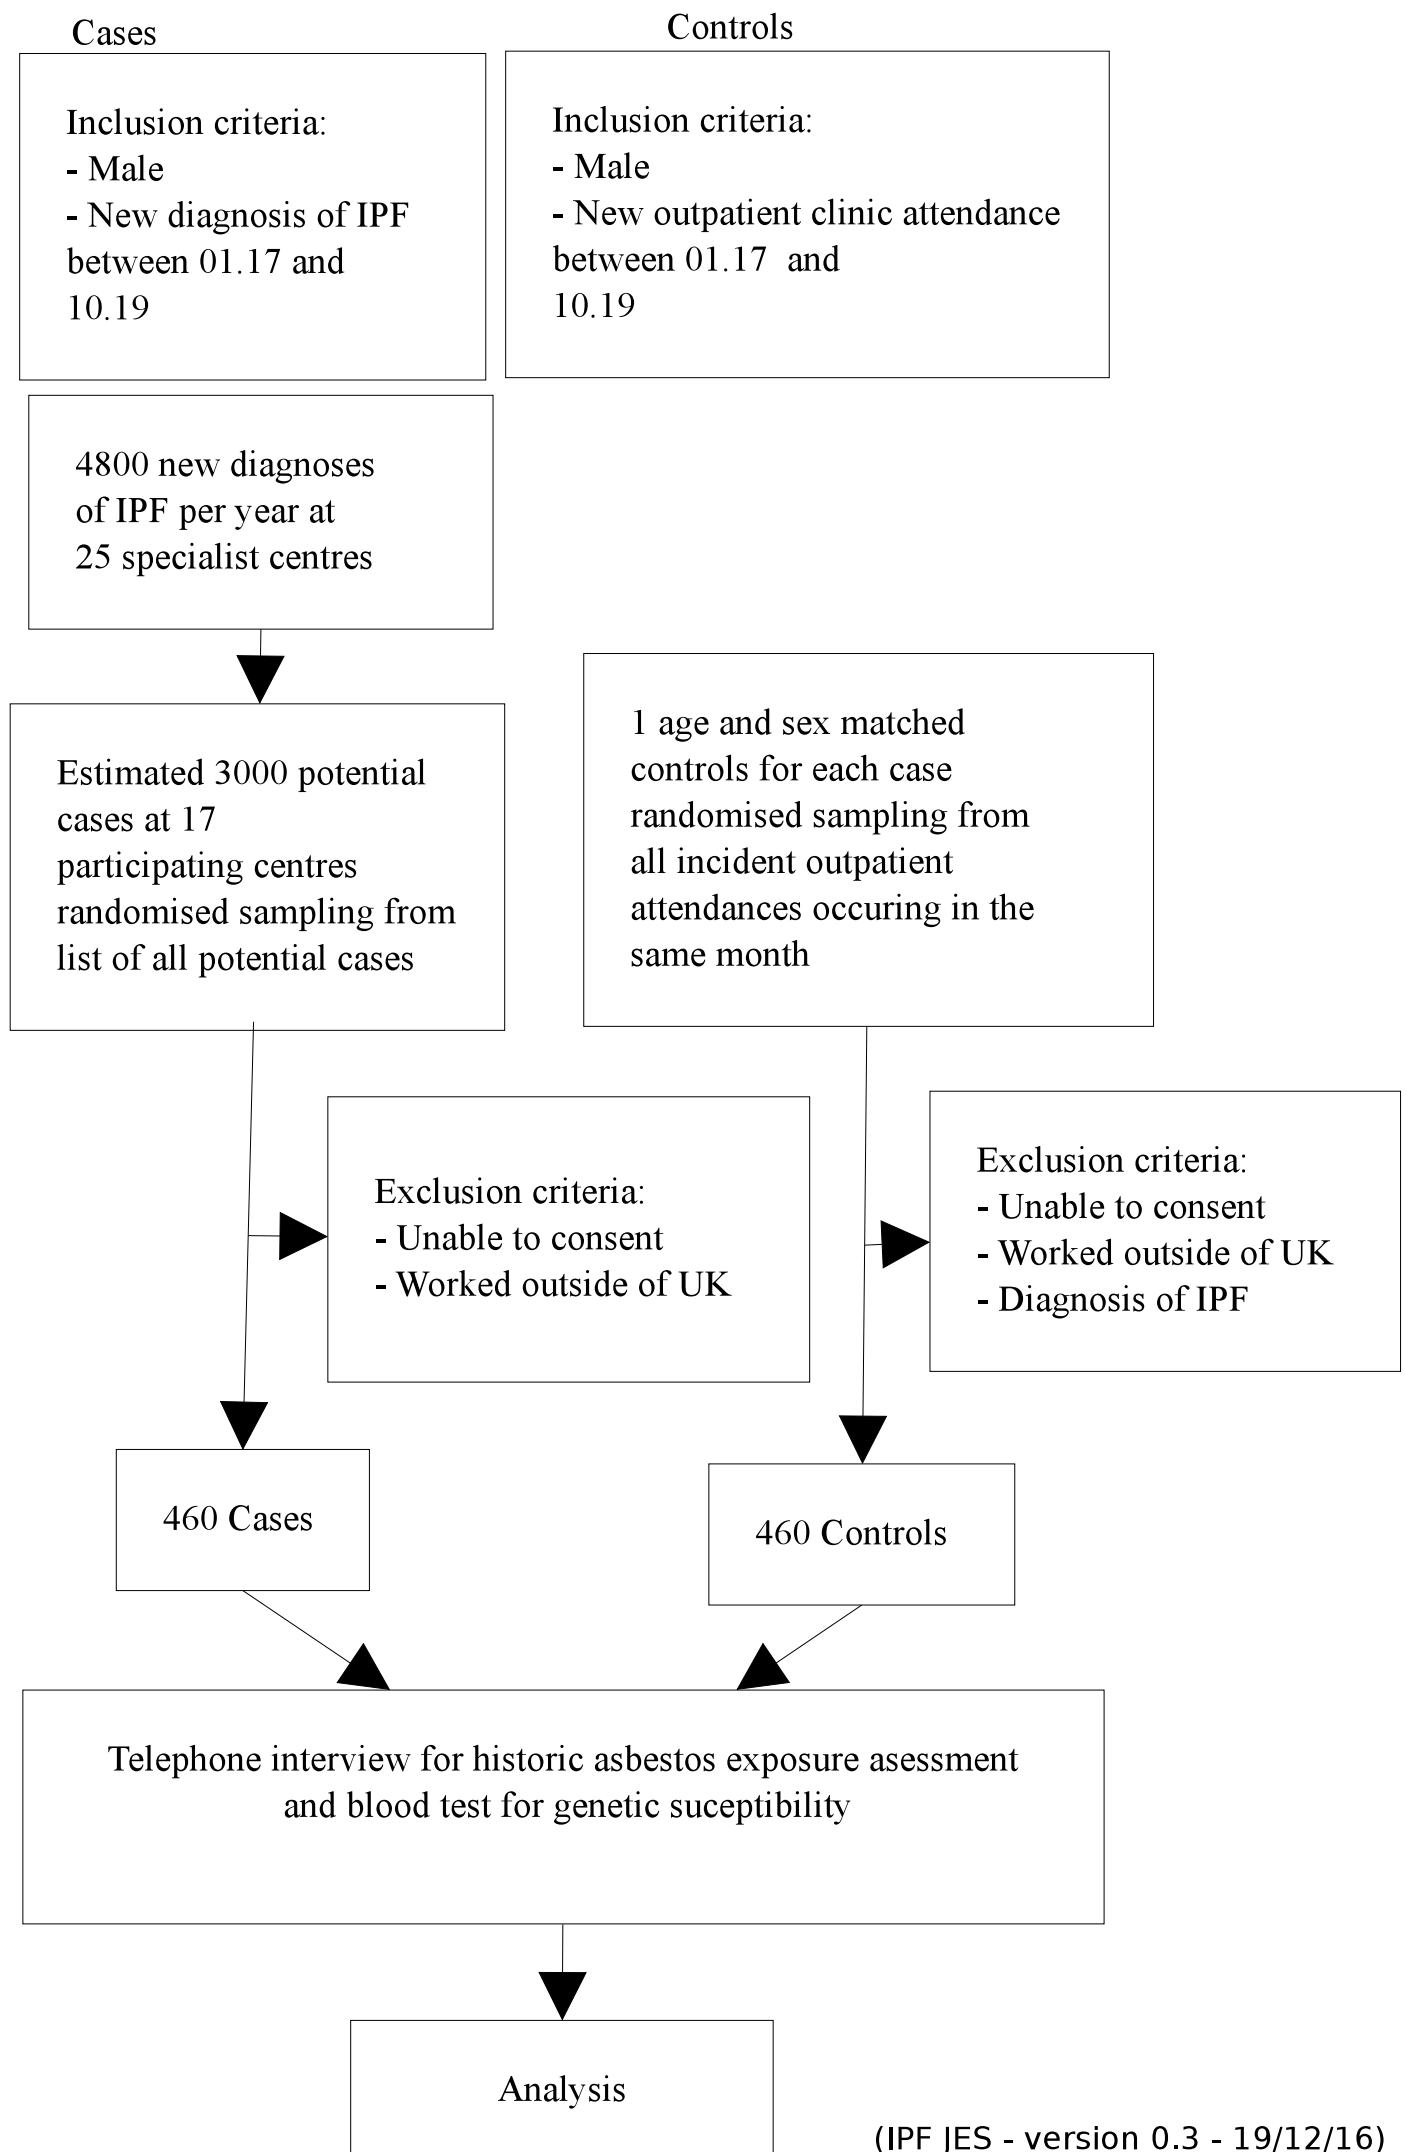 Cases
Inclusion criteria:
- Male
- New diagnosis of IPF
between 01.17 and
10.19
Controls
Inclusion criteria:
- Male
- New outpatient clinic attendance
between 01.17  and
10.19
4800 new diagnoses
of IPF per year at
25 specialist centres
Estimated 3000 potential
cases at 17
participating centres
randomised sampling from
list of all potential cases
1 age and sex matched
controls for each case
randomised sampling from
all incident outpatient
attendances occuring in the
same month
Exclusion criteria:
- Unable to consent
- Worked outside of UK
Exclusion criteria:
- Unable to consent
- Worked outside of UK
- Diagnosis of IPF
460 Cases
460 Controls
Telephone interview for historic asbestos exposure asessment
and blood test for genetic suceptibility
Analysis
(IPF JES - version 0.3 - 19/12/16)